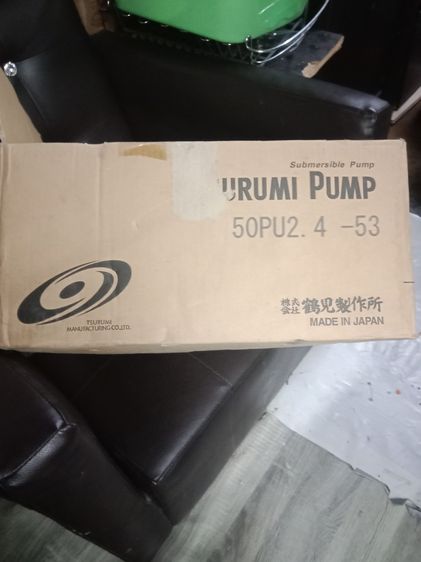 Submersible Pump
URUMI PUMP
50PU2.4 -53
TSURUMI
MANUFACTURING CO.,LTD.
株式会社 鶴見製作所
MADE IN JAPAN